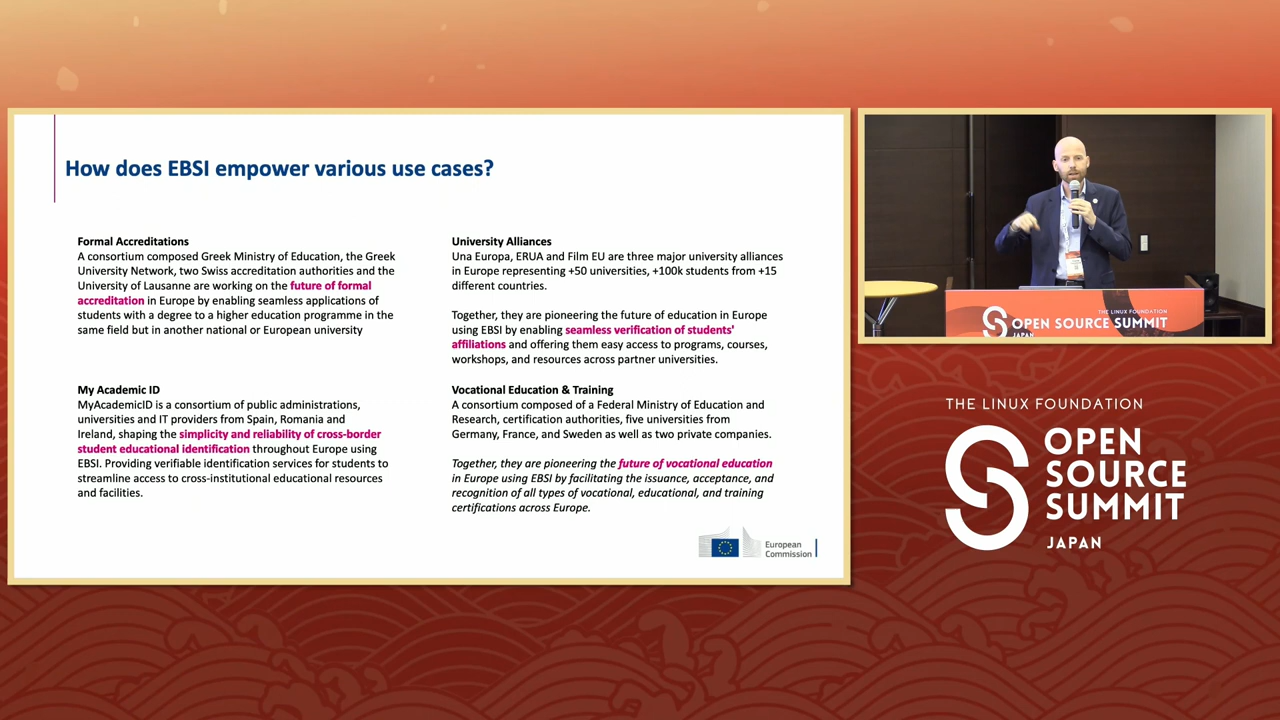 How does EBSI empower various use cases?
Formal Accreditations
A consortium composed Greek Ministry of Education, the Greek
University Network, two Swiss accreditation authorities and the
University of Lausanne are working on the future of formal
accreditation in Europe by enabling seamless applications of
students with a degree to a higher education programme in the
same field but in another national or European university
University Alliances
Una Europa, ERUA and Film EU are three major university alliances
in Europe representing +50 universities, +100k students from +15
different countries.
Together, they are pioneering the future of education in Europe
using EBSI by enabling seamless verification of students'
affiliations and offering them easy access to programs, courses,
workshops, and resources across partner universities.
My Academic ID
MyAcademicID is a consortium of public administrations,
universities and IT providers from Spain, Romania and
Ireland, shaping the simplicity and reliability of cross-border
student educational identification throughout Europe using
EBSI. Providing verifiable identification services for students to
streamline access to cross-institutional educational resources
and facilities.
Vocational Education & Training
A consortium composed of a Federal Ministry of Education and
Research, certification authorities, five universities from
Germany, France, and Sweden as well as two private companies.
Together, they are pioneering the future of vocational education
in Europe using EBSI by facilitating the issuance, acceptance, and
recognition of all types of vocational, educational, and training
certifications across Europe.
European
Commission
THE LINUX FOUNDATION
OPEN SOURCE SUMMIT
JAPAN
THE LINUX FOUNDATION
OPEN
SOURCE
SUMMIT
JAPAN